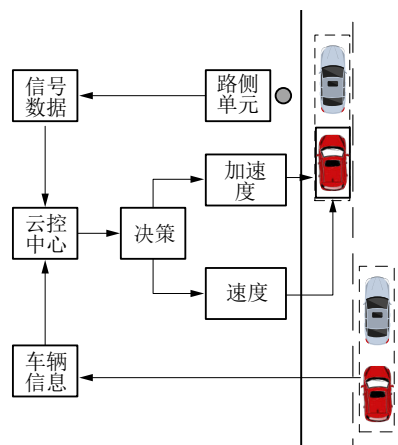 信号
数据
路侧
单元
加速
度
云控
中心
决策
速度
车辆
信息